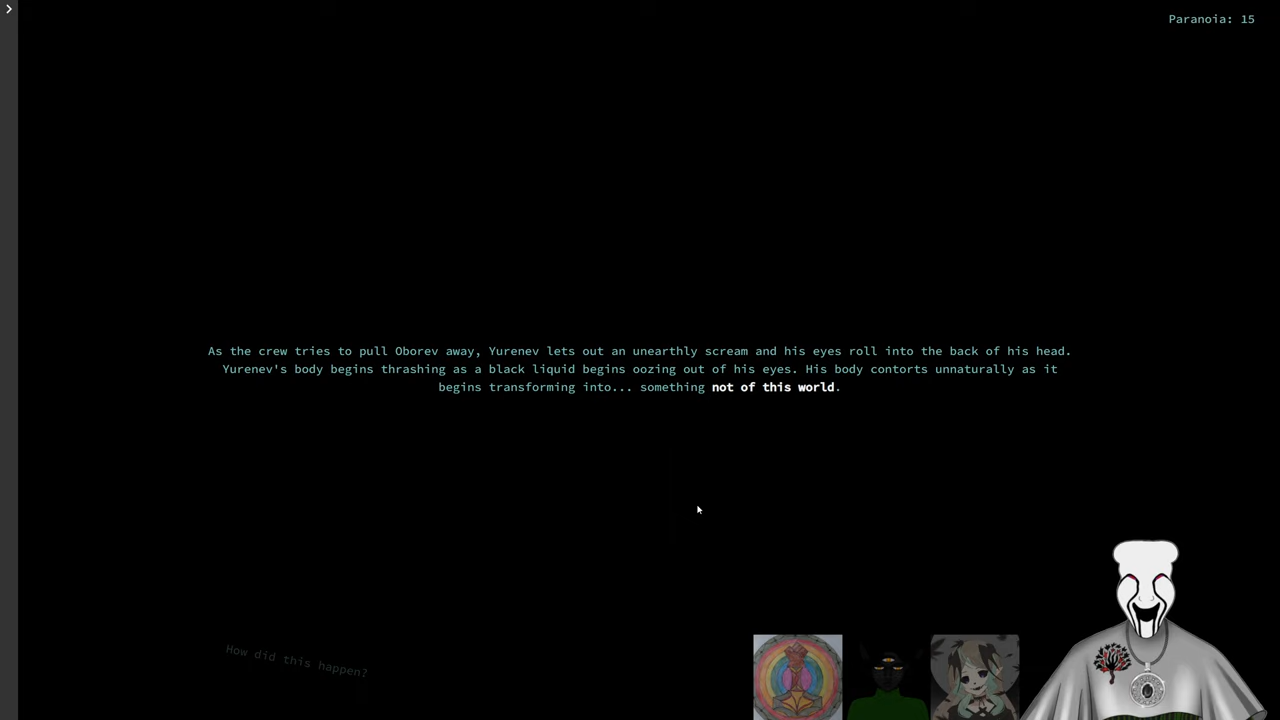 Paranoia: 15
As the crew tries to pull Oborev away, Yurenev lets out an unearthly scream and his eyes roll into the back of his head.
Yurenev's body begins thrashing as a black liquid begins oozing out of his eyes. His body contorts unnaturally as it
begins transforming into... something not of this world.
How did this happen?